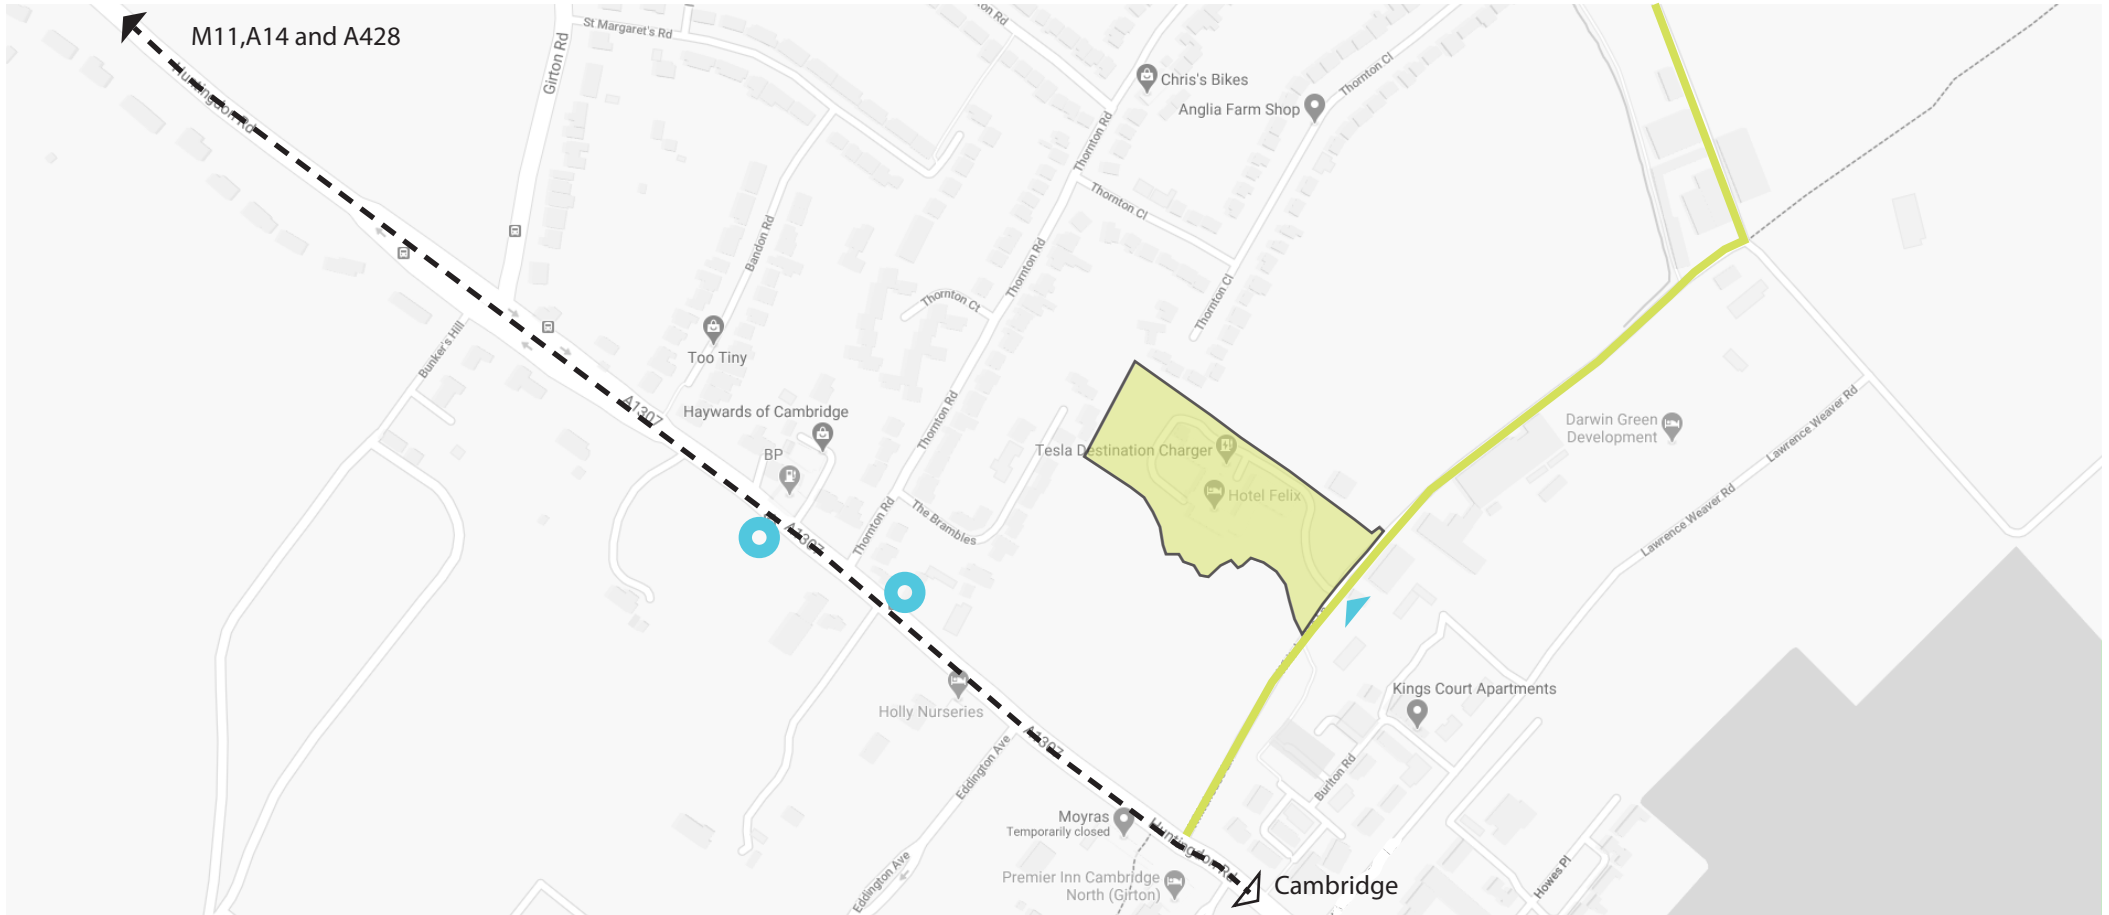 M11,A14 and A428
Huntingdon Rd
Girton Rd
St Margaret's Rd
on Rd
Chris's Bikes
Anglia Farm Shop
Thornton Cl
Thornton Rd
Thornton Cl
Bandon Rd
Thornton Rd
Thornton Ct
Thornton Cl
Bunker's Hill
Too Tiny
A1307
Haywards of Cambridge
BP
Thornton Rd
Tesla Destination Charger
Hotel Felix
Darwin Green
Development
Lawrence Weaver Rd
Lawrence Weaver Rd
A1307
Thornton Rd
The Brambles
Holly Nurseries
Kings Court Apartments
A1307
Eddington Ave
Burlton Rd
Moyras
Temporarily closed
Huntingdon Rd
Eddington Ave
Premier Inn Cambridge
North (Girton)
Cambridge
Howes Pl